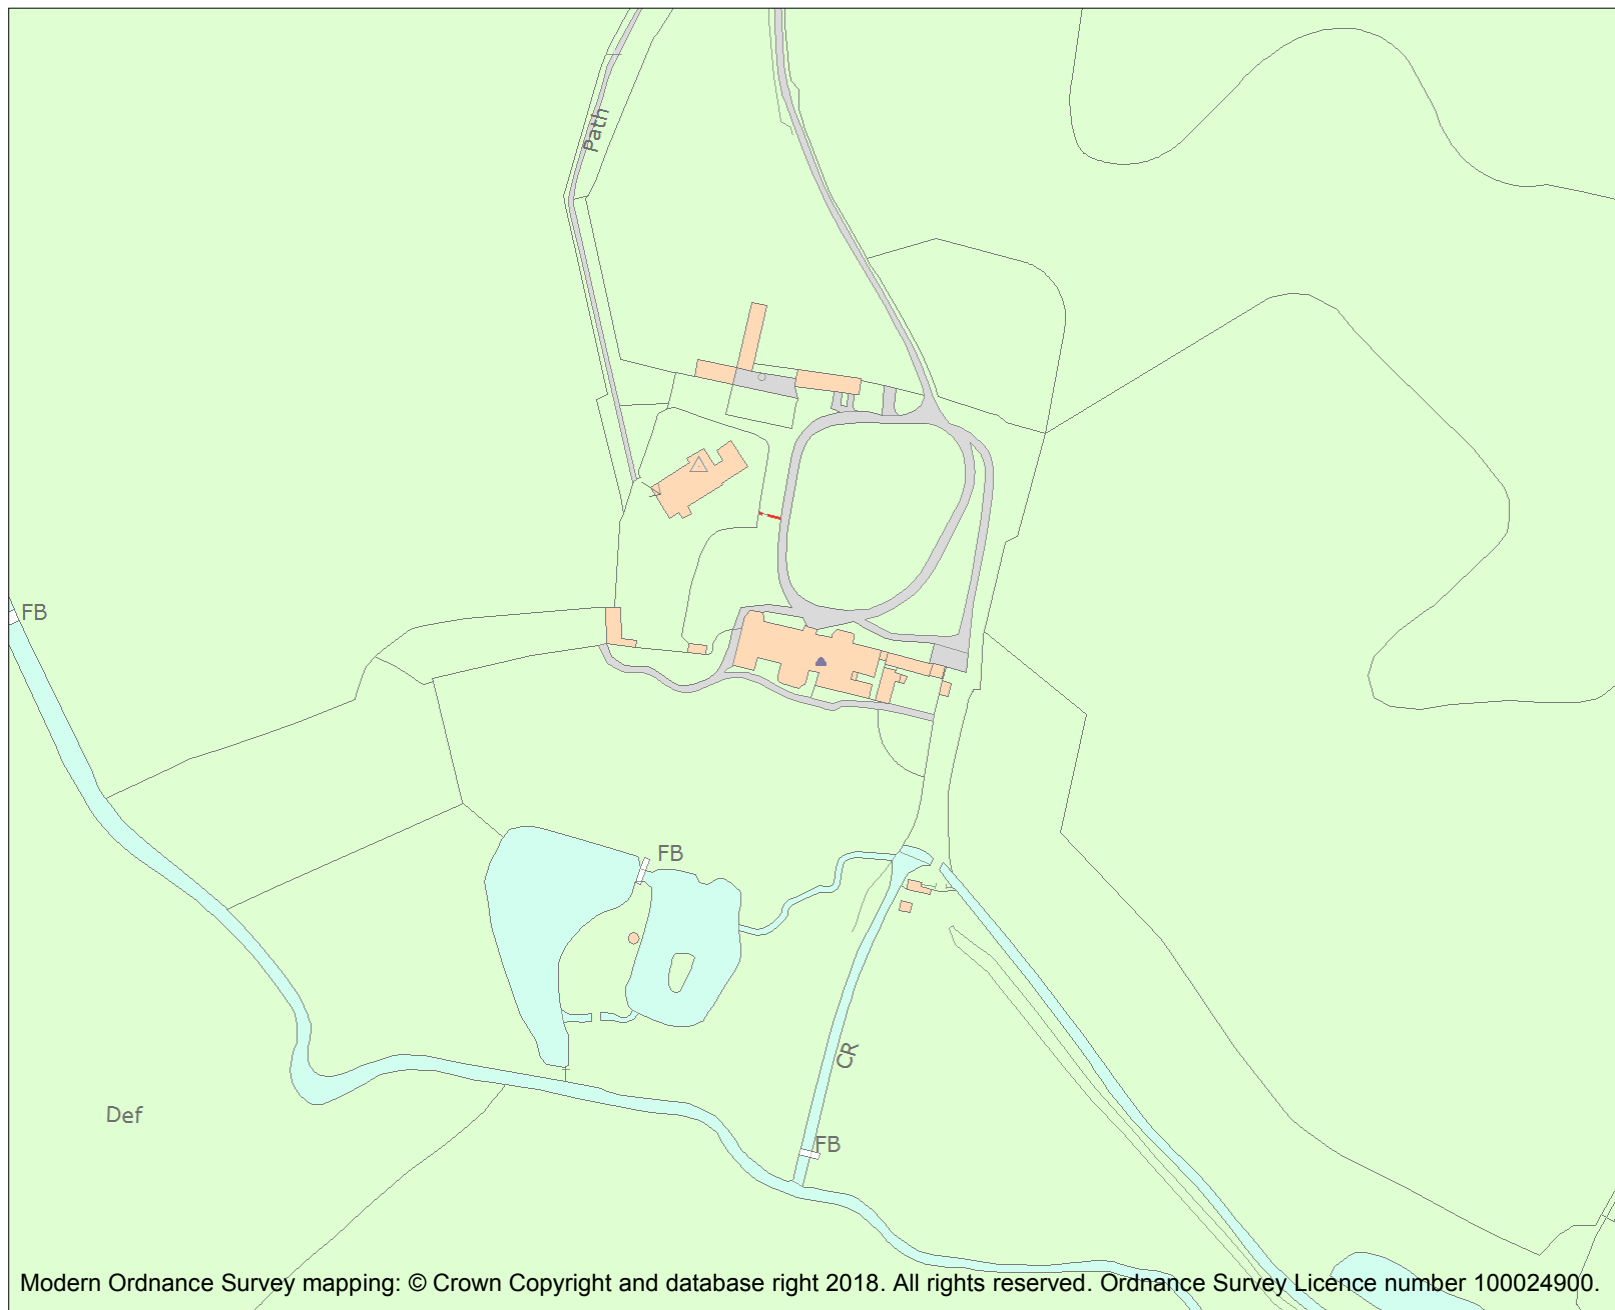 Path
FB
FB
CR
Def
FB
Modern Ordnance Survey mapping: © Crown Copyright and database right 2018. All rights reserved. Ordnance Survey Licence number 100024900.